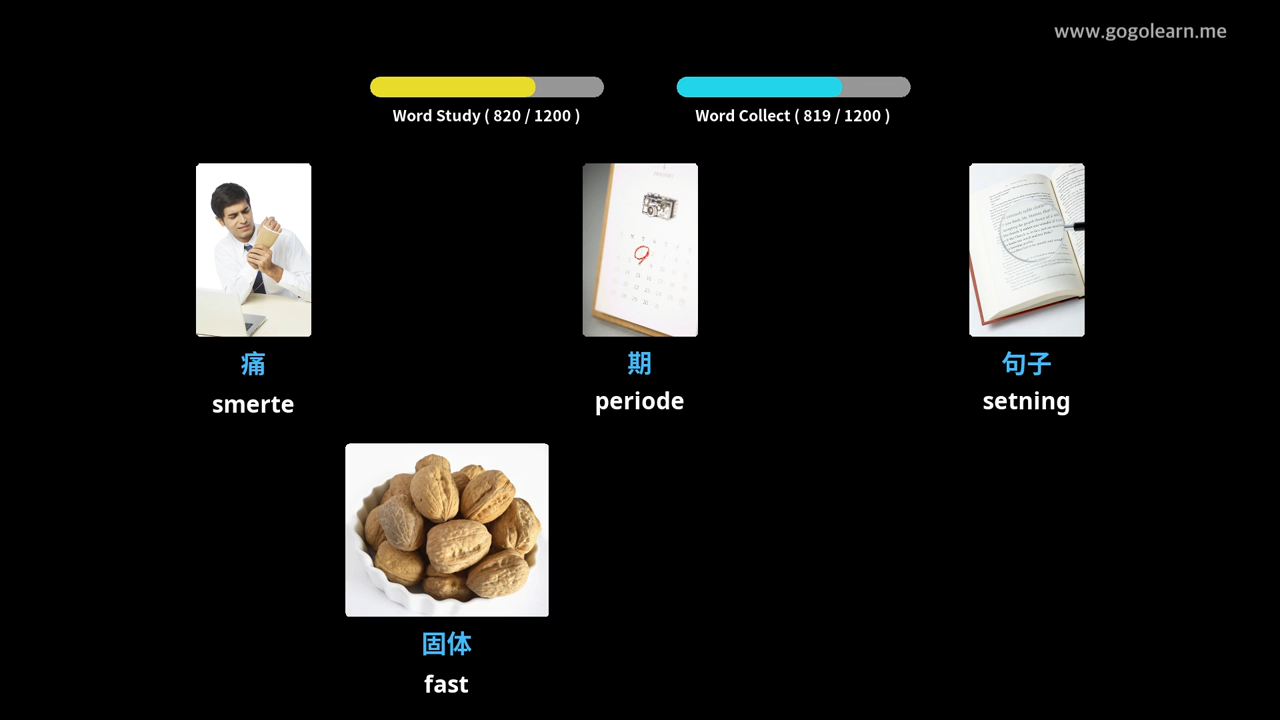 www.gogolearn.me
Word Study ( 820 / 1200 )
Word Collect ( 819 / 1200 )
痛
smerte
期
periode
句子
setning
固体
fast